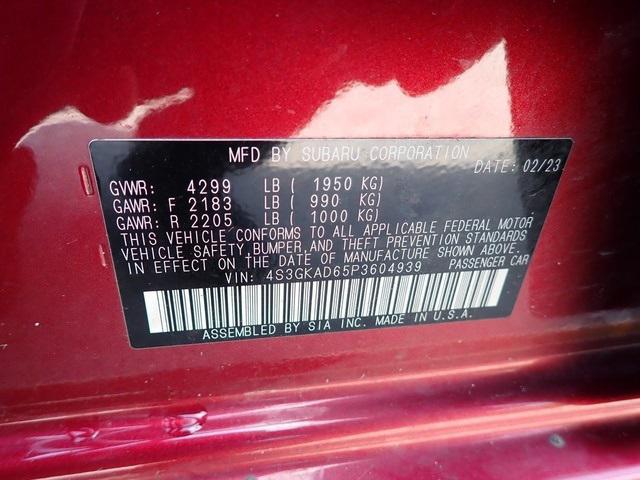 MFD BY SUBARU CORPORATION
DATE: 02/23
GVWR: 4299 LB ( 1950 KG)
GAWR: F 2183 LB ( 990 KG)
GAWR: R 2205 LB ( 1000 KG)
THIS VEHICLE CONFORMS TO ALL APPLICABLE FEDERAL MOTOR
VEHICLE SAFETY, BUMPER, AND THEFT PREVENTION STANDARDS
IN EFFECT ON THE DATE OF MANUFACTURE SHOWN ABOVE.
VIN: 4S3GKAD65P3604939 PASSENGER CAR
ASSEMBLED BY SIA INC. MADE IN U.S.A.